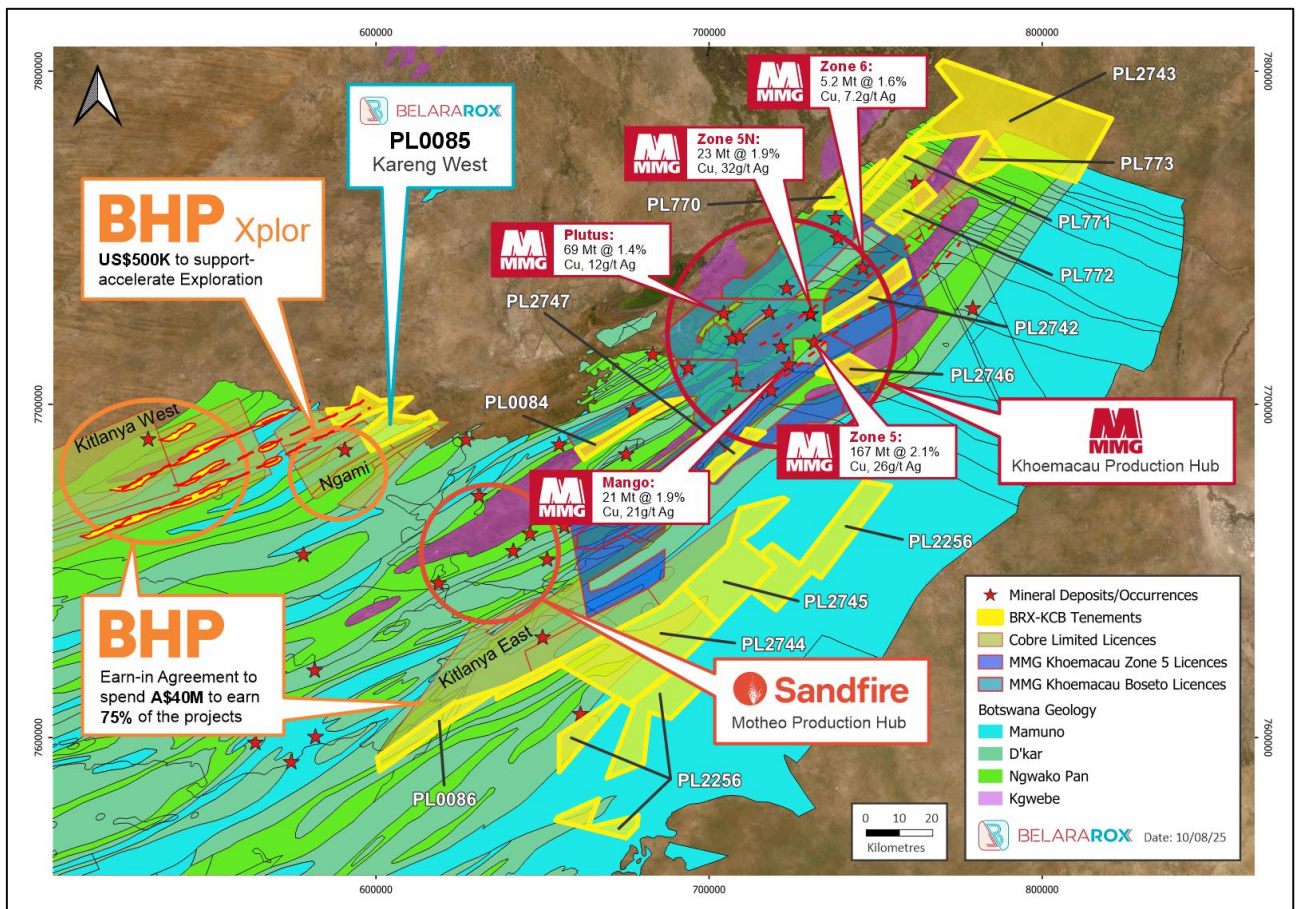 600000
700000
800000
7800000
7800000
BELARAROX
PL0085
Kareng West
BHP Xplor
US$500K to support-
accelerate Exploration
MMG
Zone 6:
5.2 Mt @ 1.6%
Cu, 7.2g/t Ag
MMG
Zone 5N:
23 Mt @ 1.9%
Cu, 32g/t Ag
MMG
Plutus:
69 Mt @ 1.4%
Cu, 12g/t Ag
PL2743
PL773
PL770
PL771
PL772
PL2747
PL2742
PL2746
7700000
7700000
Kitlanya West
Ngami
PL0084
MMG
Khoemacau Production Hub
MMG
Zone 5:
167 Mt @ 2.1%
Cu, 26g/t Ag
MMG
Mango:
21 Mt @ 1.9%
Cu, 21g/t Ag
PL2256
PL2745
PL2744
BHP
Earn-in Agreement to
spend A$40M to earn
75% of the projects
Kitlanya East
Sandfire
Motheo Production Hub
7600000
7600000
PL0086
PL2256
0 10 20
Kilometres
Mineral Deposits/Occurrences
BRX-KCB Tenements
Cobre Limited Licences
MMG Khoemacau Zone 5 Licences
MMG Khoemacau Boseto Licences
Botswana Geology
Mamuno
D'kar
Ngwako Pan
Kgwebe
BELARAROX Date: 10/08/25
600000
700000
800000